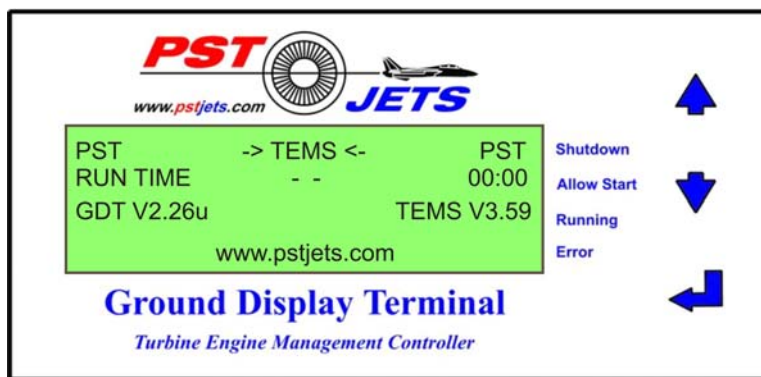 PST
www.pstjets.com
JETS
PST -> TEMS <- PST
RUN TIME - - 00:00
GDT V2.26u TEMS V3.59
www.pstjets.com
Shutdown
Allow Start
Running
Error
Ground Display Terminal
Turbine Engine Management Controller